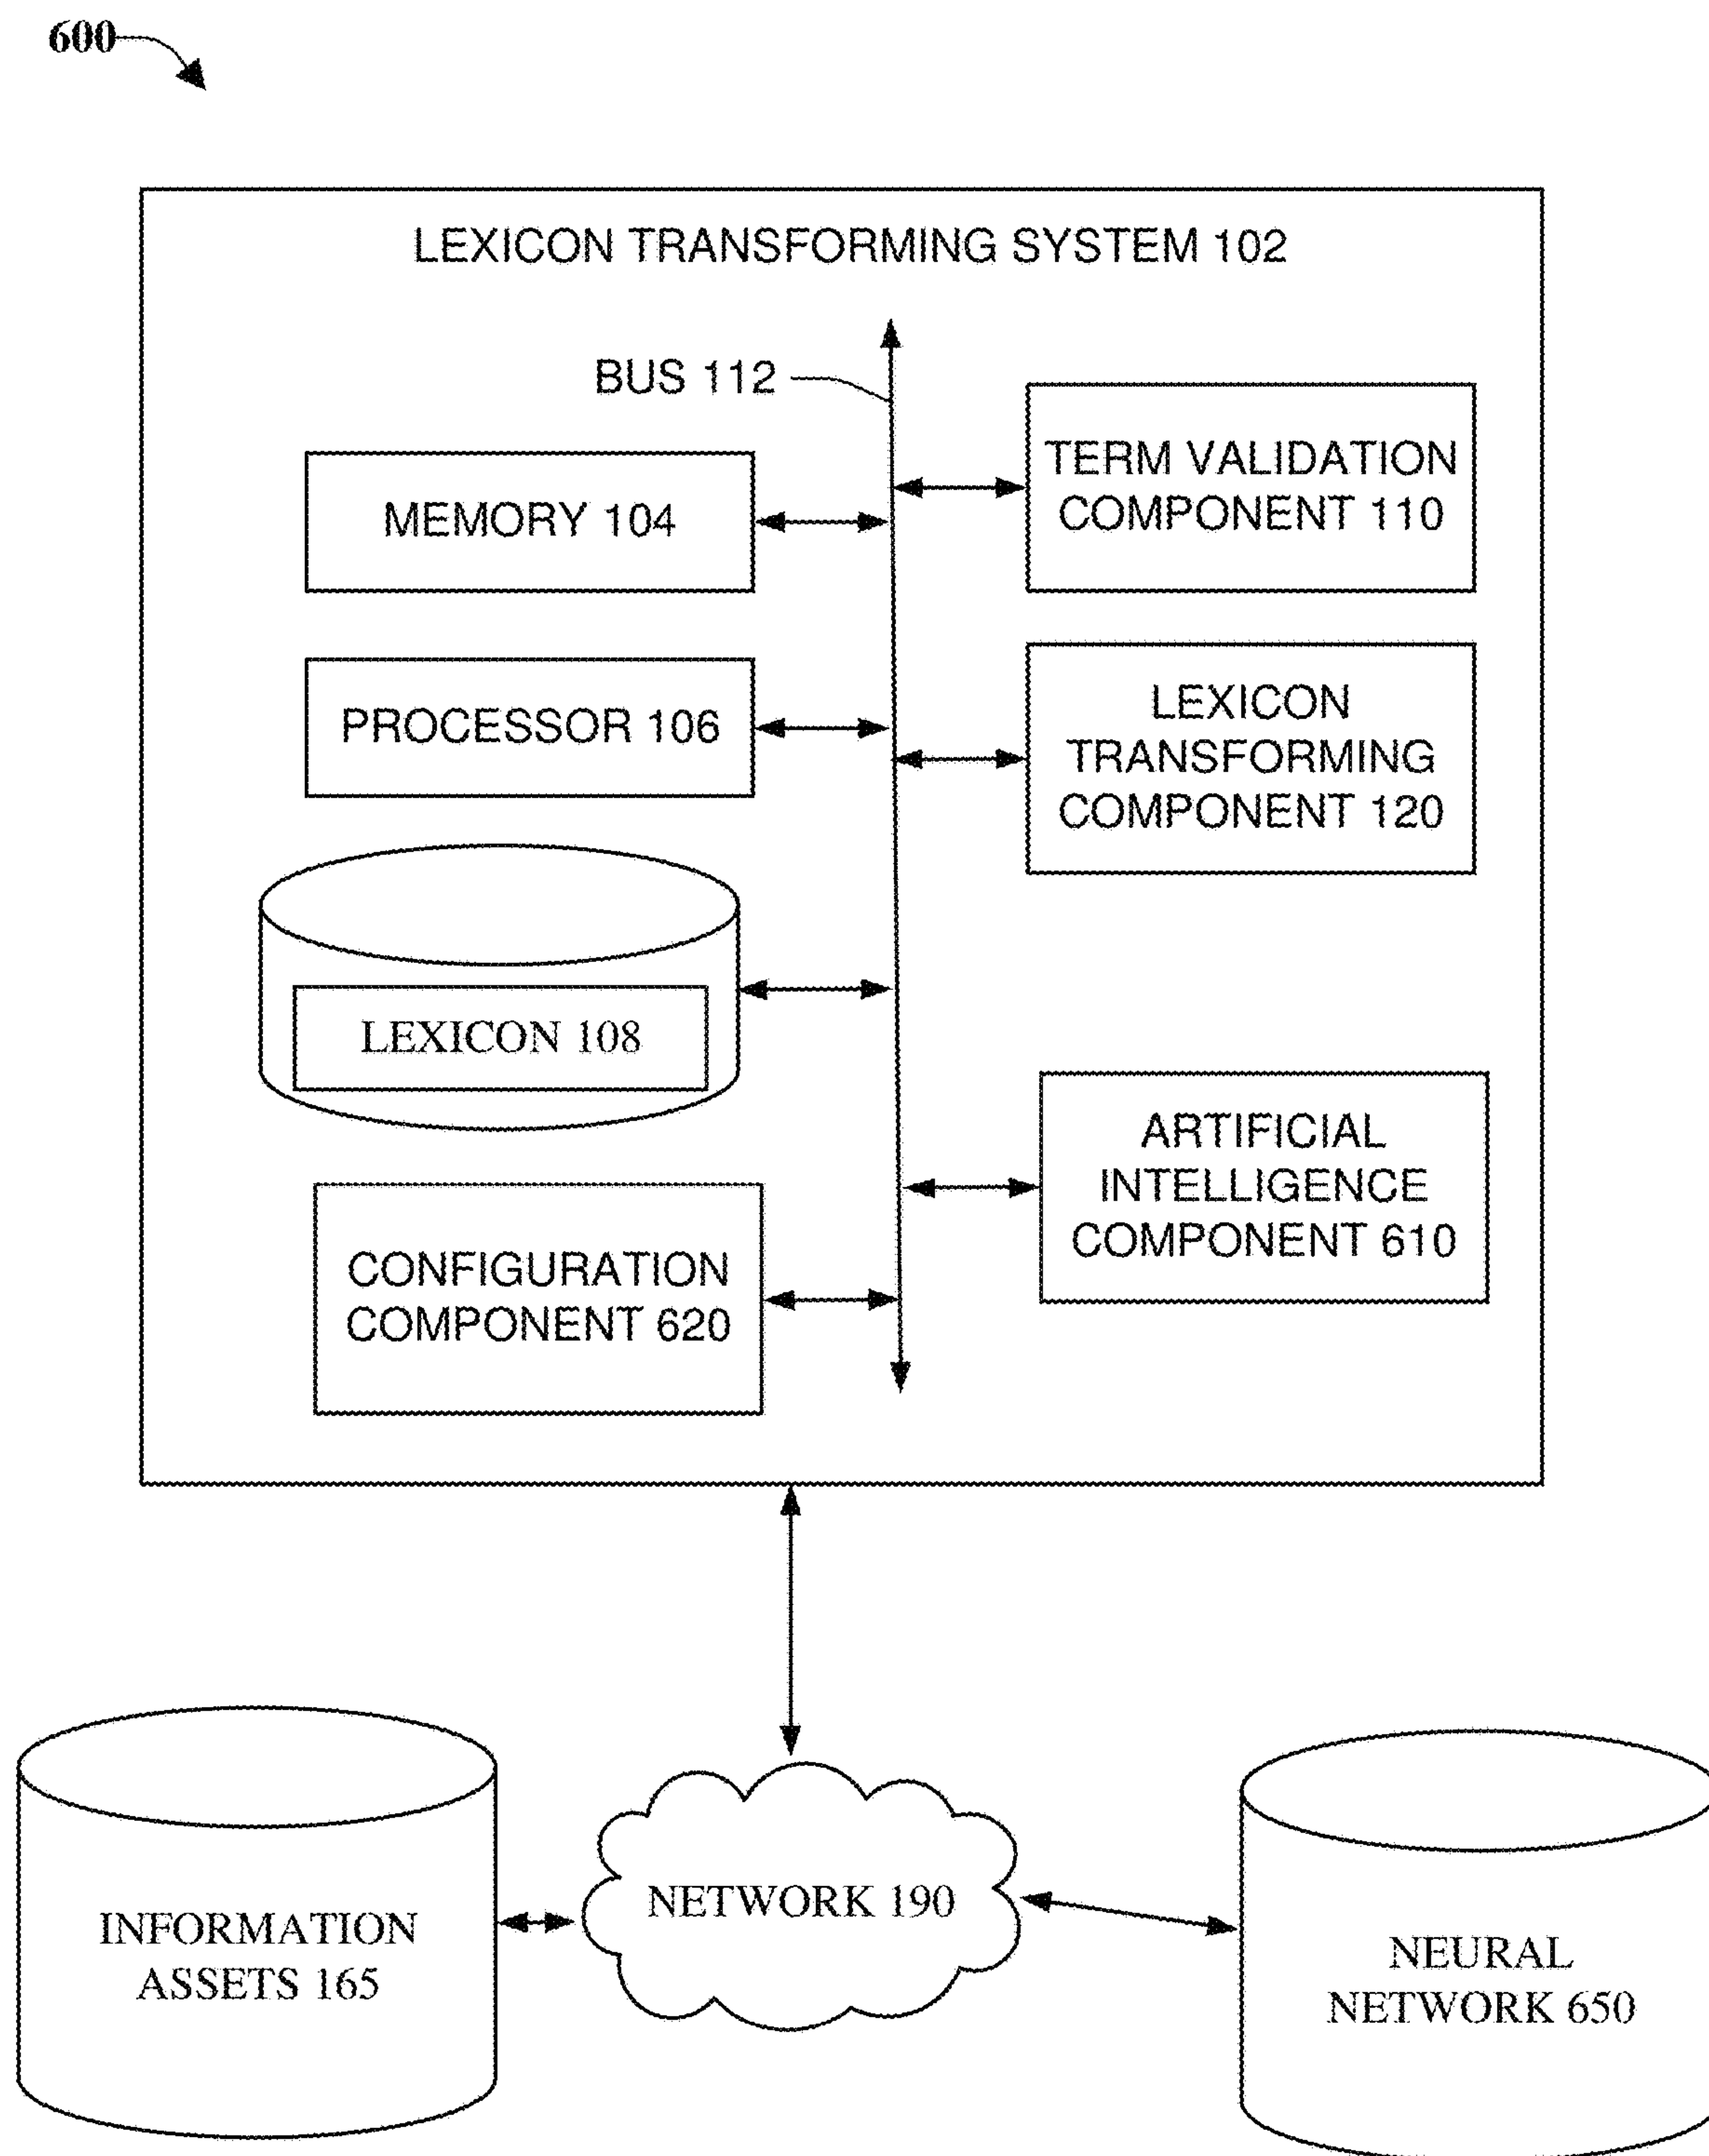 600
LEXICON TRANSFORMING SYSTEM 102
BUS 112
TERM VALIDATION
COMPONENT 110
MEMORY 104
LEXICON
TRANSFORMING
COMPONENT 120
PROCESSOR 106
LEXICON 108
ARTIFICIAL
INTELLIGENCE
COMPONENT 610
CONFIGURATION
COMPONENT 620
NETWORK 190
INFORMATION
ASSETS 165
NEURAL
NETWORK 650